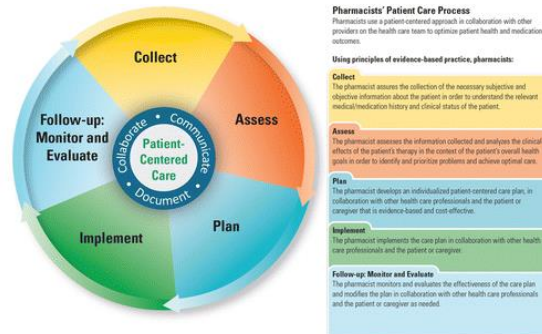 Collect
Assess
Plan
Implement
Follow-up:
Monitor and
Evaluate
Collaborate • Communicate • Document •
Patient-
Centered
Care
Pharmacists' Patient Care Process
Pharmacists use a patient-centered approach in collaboration with other
providers on the health care team to optimize patient health and medication
outcomes.
Using principles of evidence-based practice, pharmacists:
Collect
The pharmacist assures the collection of the necessary subjective and
objective information about the patient in order to understand the relevant
medical/medication history and clinical status of the patient.
Assess
The pharmacist assesses the information collected and analyzes the clinical
effects of the patient's therapy in the context of the patient's overall health
goals in order to identify and prioritize problems and achieve optimal care.
Plan
The pharmacist develops an individualized patient-centered care plan, in
collaboration with other health care professionals and the patient or
caregiver that is evidence-based and cost-effective.
Implement
The pharmacist implements the care plan in collaboration with other health
care professionals and the patient or caregiver.
Follow-up: Monitor and Evaluate
The pharmacist monitors and evaluates the effectiveness of the care plan
and modifies the plan in collaboration with other health care professionals
and the patient or caregiver as needed.